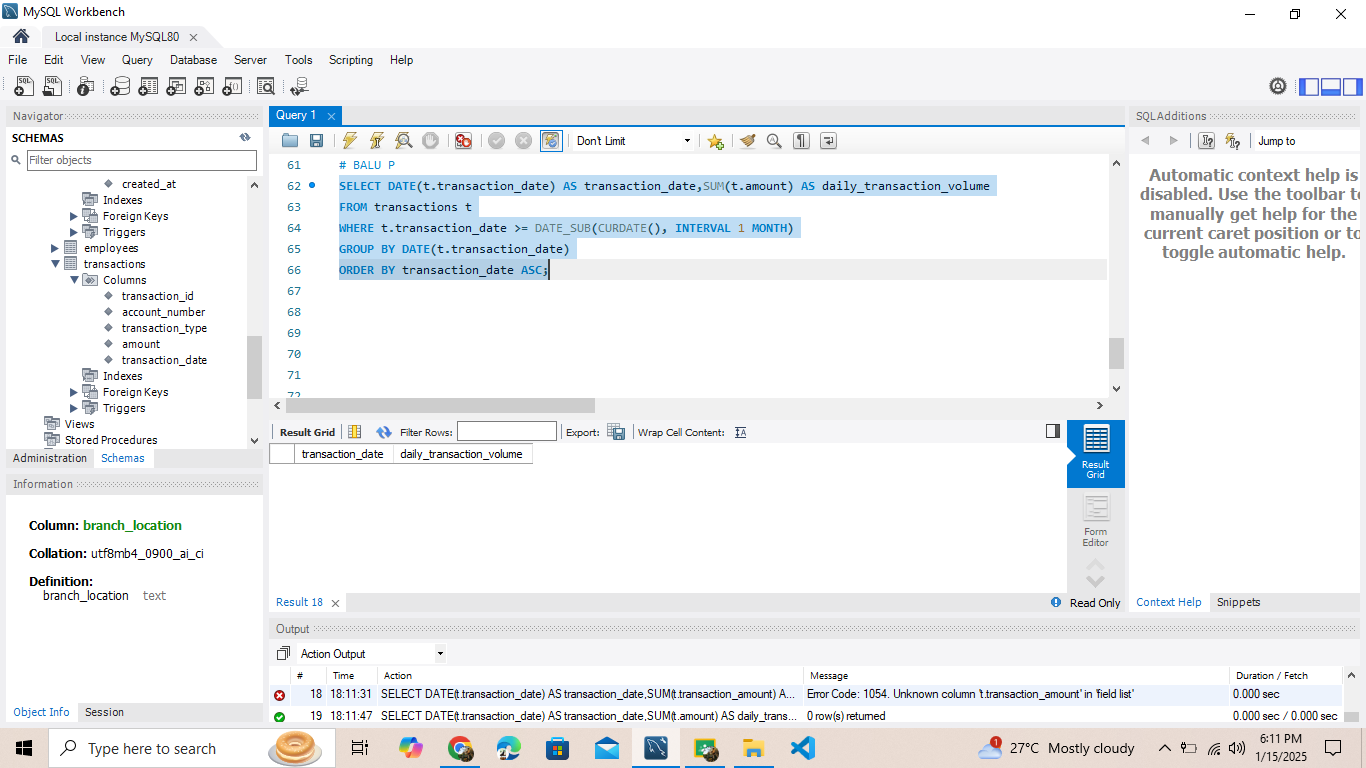 MySQL Workbench
Local instance MySQL80
File Edit View Query Database Server Tools Scripting Help
Navigator
SCHEMAS
Filter objects
created_at
Indexes
Foreign Keys
Triggers
employees
transactions
Columns
transaction_id
account_number
transaction_type
amount
transaction_date
Indexes
Foreign Keys
Triggers
Views
Stored Procedures
Administration Schemas
Information
Column: branch_location
Collation: utf8mb4_0900_ai_ci
Definition:
branch_location text
Object Info Session
Query 1
Don't Limit
61 # BALU P
62 SELECT DATE(t.transaction_date) AS transaction_date,SUM(t.amount) AS daily_transaction_volume
63 FROM transactions t
64 WHERE t.transaction_date >= DATE_SUB(CURDATE(), INTERVAL 1 MONTH)
65 GROUP BY DATE(t.transaction_date)
66 ORDER BY transaction_date ASC;
67
68
69
70
71
72
Result Grid Filter Rows: Export: Wrap Cell Content:
transaction_date daily_transaction_volume
Result Grid
Form Editor
Result 18
Read Only
SQLAdditions
Jump to
Automatic context help is
disabled. Use the toolbar to
manually get help for the
current caret position or to
toggle automatic help.
Context Help Snippets
Output
Action Output
# Time Action Message Duration / Fetch
18 18:11:31 SELECT DATE(t.transaction_date) AS transaction_date,SUM(t.transaction_amount) A... Error Code: 1054. Unknown column 't.transaction_amount' in 'field list' 0.000 sec
19 18:11:47 SELECT DATE(t.transaction_date) AS transaction_date,SUM(t.amount) AS daily_trans... 0 row(s) returned 0.000 sec / 0.000 sec
Type here to search
1
27°C Mostly cloudy
6:11 PM
1/15/2025